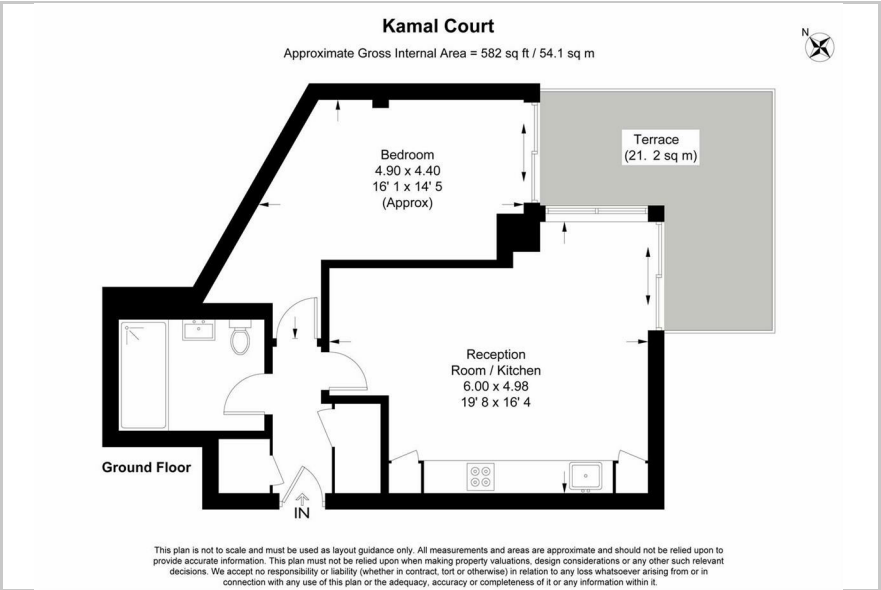 Kamal Court
Approximate Gross Internal Area = 582 sq ft / 54.1 sq m
N
Terrace
(21. 2 sq m)
Bedroom
4.90 x 4.40
16' 1 x 14' 5
(Approx)
Reception
Room / Kitchen
6.00 x 4.98
19' 8 x 16' 4
Ground Floor
IN
This plan is not to scale and must be used as layout guidance only. All measurements and areas are approximate and should not be relied upon to
provide accurate information. This plan must not be relied upon when making property valuations, design considerations or any other such relevant
decisions. We accept no responsibility or liability (whether in contract, tort or otherwise) in relation to any loss whatsoever arising from or in
connection with any use of this plan or the adequacy, accuracy or completeness of it or any information within it.